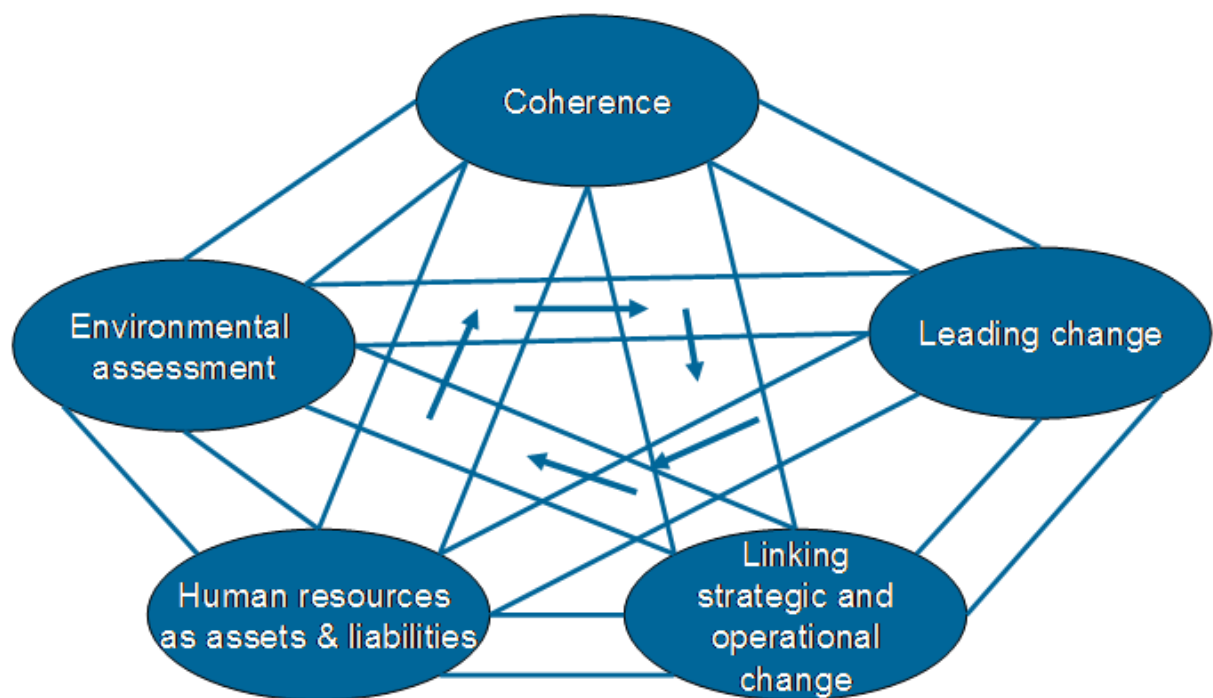 Coherence
Environmental
assessment
Leading change
Human resources
as assets & liabilities
Linking
strategic and
operational
change